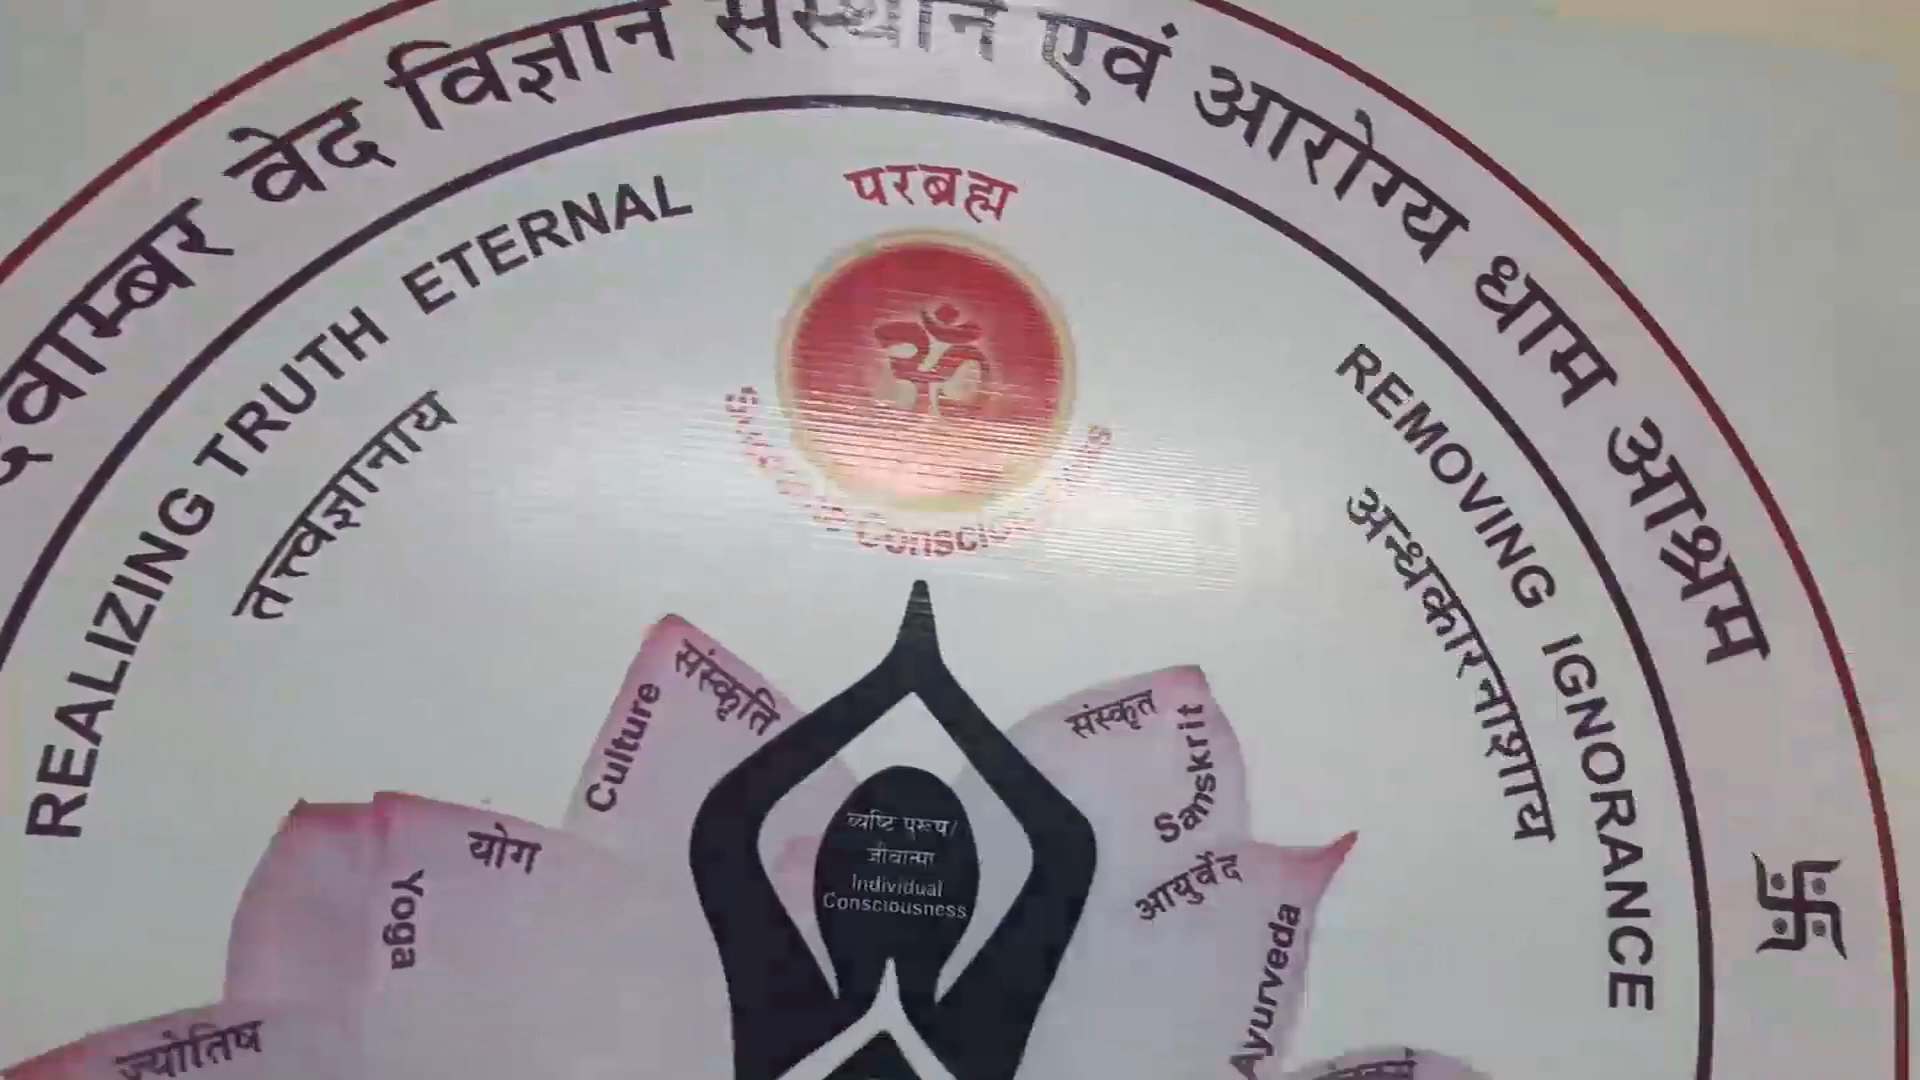 वेद विज्ञान संस्थान एवं आरोग्य धाम आश्रम
REALIZING TRUTH ETERNAL
तत्त्वज्ञानाय
परब्रह्म
REMOVING IGNORANCE
अन्धकारनाशाय
संस्कृति
Culture
संस्कृत
Sanskrit
योग
Yoga
व्यष्टि पुरूष/
जीवात्मा
Individual
Consciousness
आयुर्वेद
Ayurveda
ज्योतिष